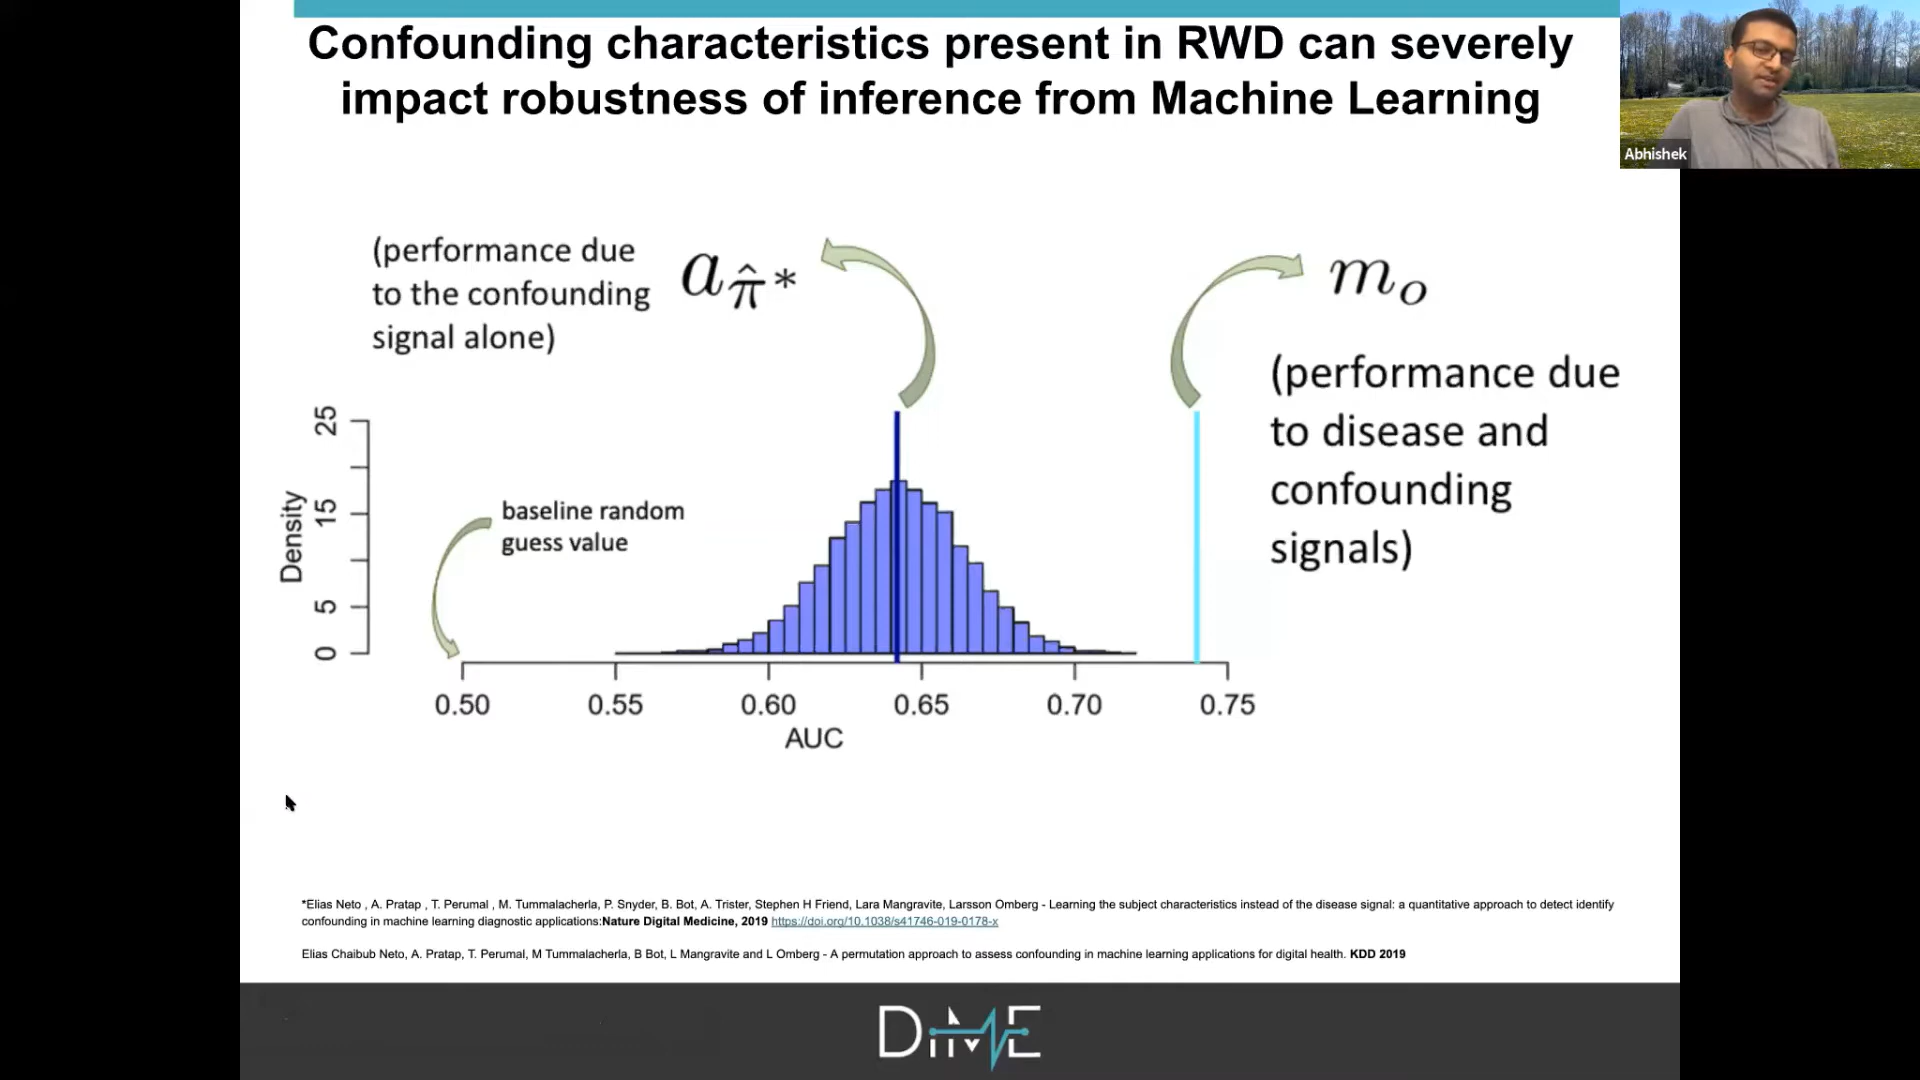 Confounding characteristics present in RWD can severely
impact robustness of inference from Machine Learning
Abhishek
(performance due
to the confounding
signal alone)
a π̂ *
m o
(performance due
to disease and
confounding
signals)
baseline random
guess value
Density
25
15
5
0
0.50 0.55 0.60 0.65 0.70 0.75
AUC
*Elias Neto , A. Pratap , T. Perumal , M. Tummalacherla, P. Snyder, B. Bot, A. Trister, Stephen H Friend, Lara Mangravite, Larsson Omberg - Learning the subject characteristics instead of the disease signal: a quantitative approach to detect identify
confounding in machine learning diagnostic applications:Nature Digital Medicine, 2019 https://doi.org/10.1038/s41746-019-0178-x
Elias Chaibub Neto, A. Pratap, T. Perumal, M Tummalacherla, B Bot, L Mangravite and L Omberg - A permutation approach to assess confounding in machine learning applications for digital health. KDD 2019
DiME